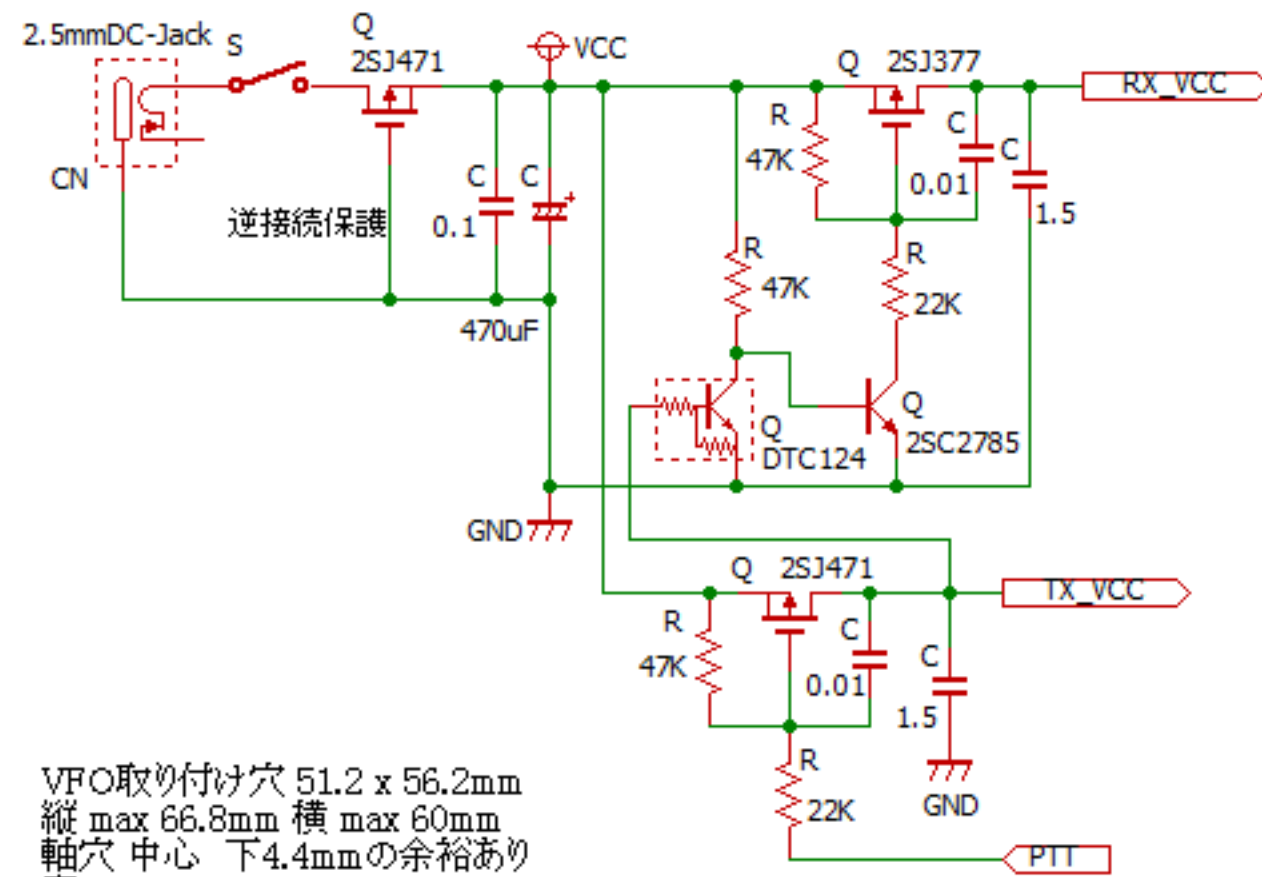 2.5mmDC-Jack
S
Q
2SJ471
VCC
Q
2SJ377
RX_VCC
CN
逆接続保護
C
0.1
C
+
470uF
R
47K
C
0.01
C
1.5
R
47K
R
22K
Q
DTC124
Q
2SC2785
GND
Q
2SJ471
TX_VCC
R
47K
C
0.01
C
1.5
GND
R
22K
PTT
VFO取り付け穴 51.2 x 56.2mm
縦 max 66.8mm 横 max 60mm
軸穴 中心 下4.4mmの余裕あり